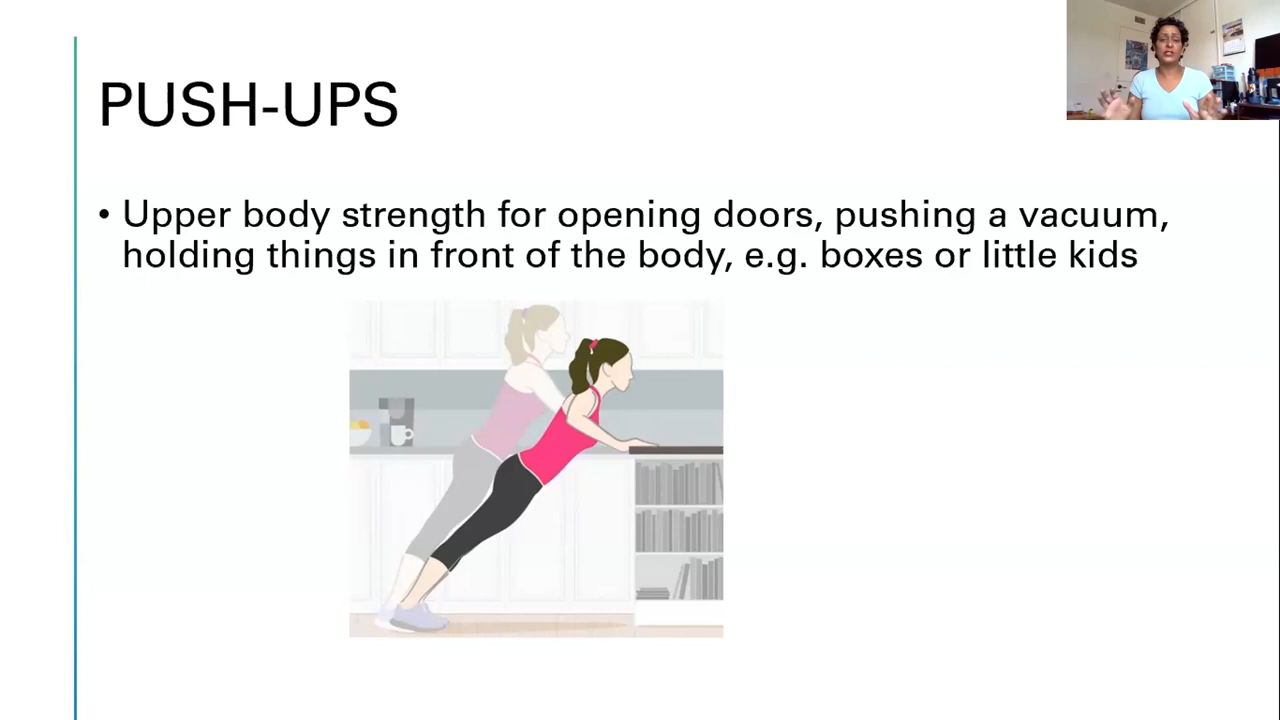 PUSH-UPS
• Upper body strength for opening doors, pushing a vacuum,
holding things in front of the body, e.g. boxes or little kids